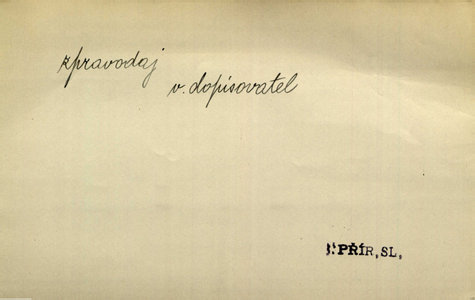 zpravodaj
v. dopisovatel
PŘÍR, SL,